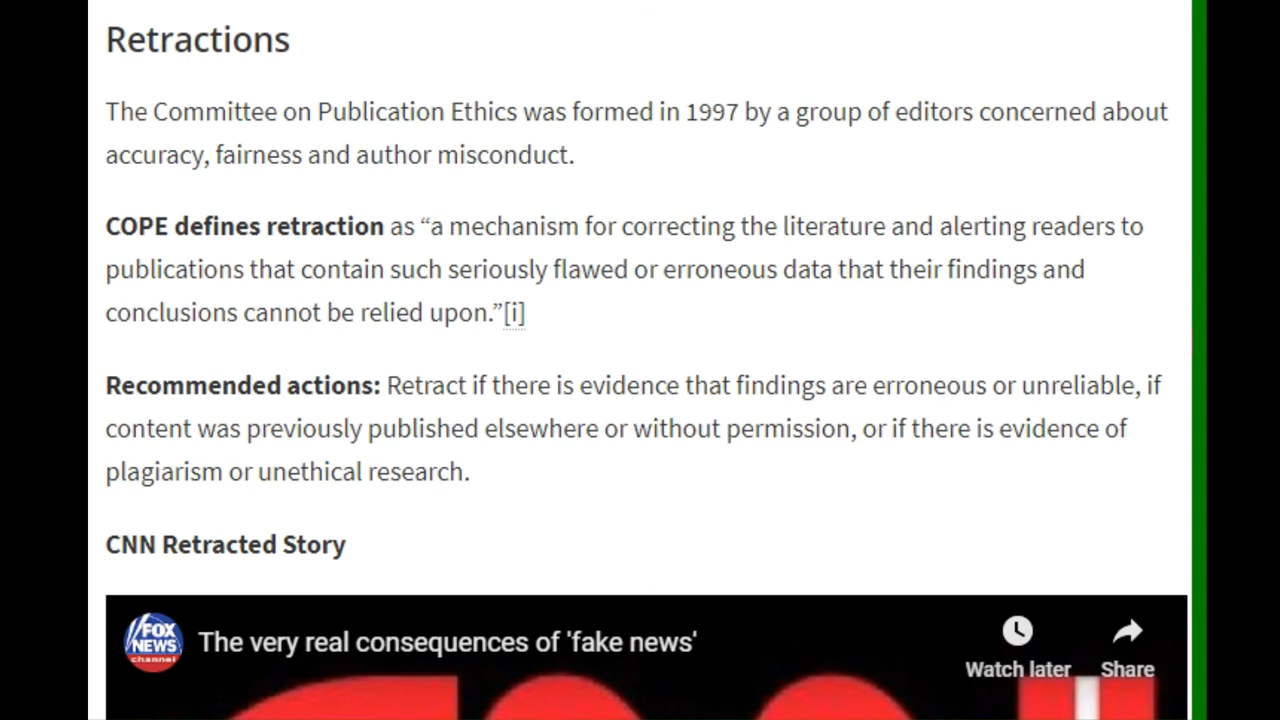 Retractions
The Committee on Publication Ethics was formed in 1997 by a group of editors concerned about
accuracy, fairness and author misconduct.
COPE defines retraction as “a mechanism for correcting the literature and alerting readers to
publications that contain such seriously flawed or erroneous data that their findings and
conclusions cannot be relied upon.”[i]
Recommended actions: Retract if there is evidence that findings are erroneous or unreliable, if
content was previously published elsewhere or without permission, or if there is evidence of
plagiarism or unethical research.
CNN Retracted Story
FOX
NEWS
channel
The very real consequences of 'fake news'
Watch later
Share